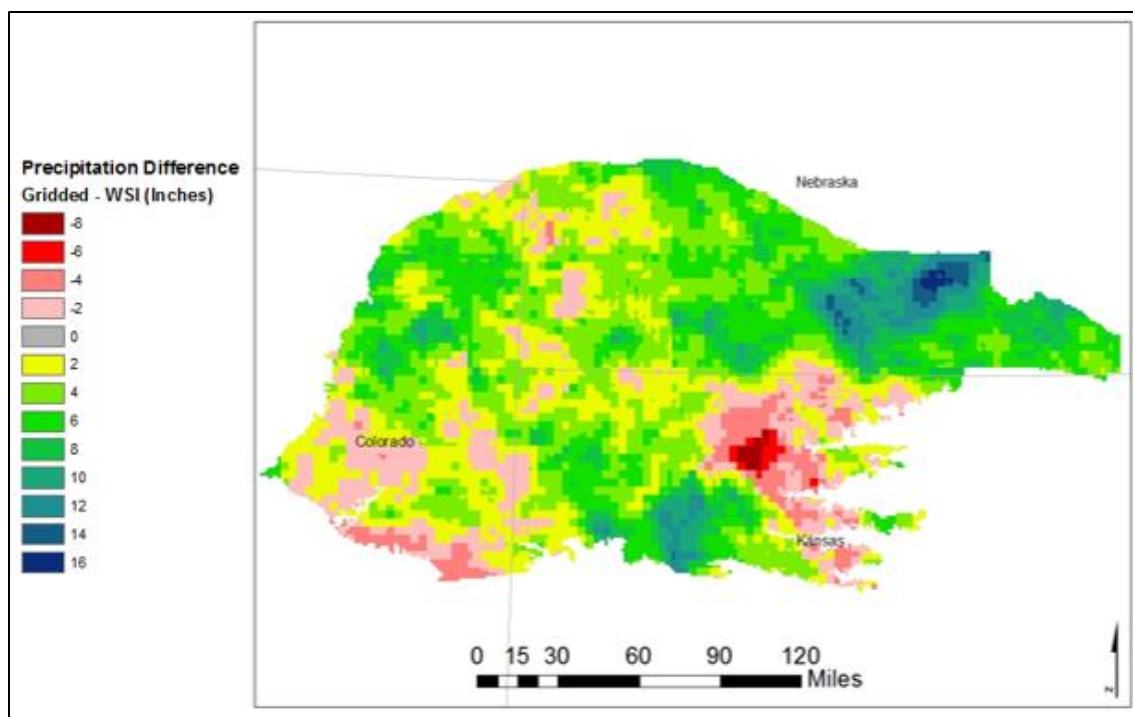 Precipitation Difference
Gridded - WSI (Inches)
-8
-6
-4
-2
0
2
4
6
8
10
12
14
16
Nebraska
Colorado
Kansas
0 15 30 60 90 120
Miles
N